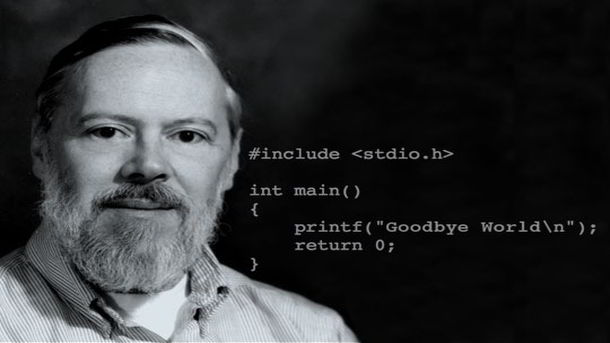 #include <stdio.h>
int main()
{
printf("Goodbye World\n");
return 0;
}